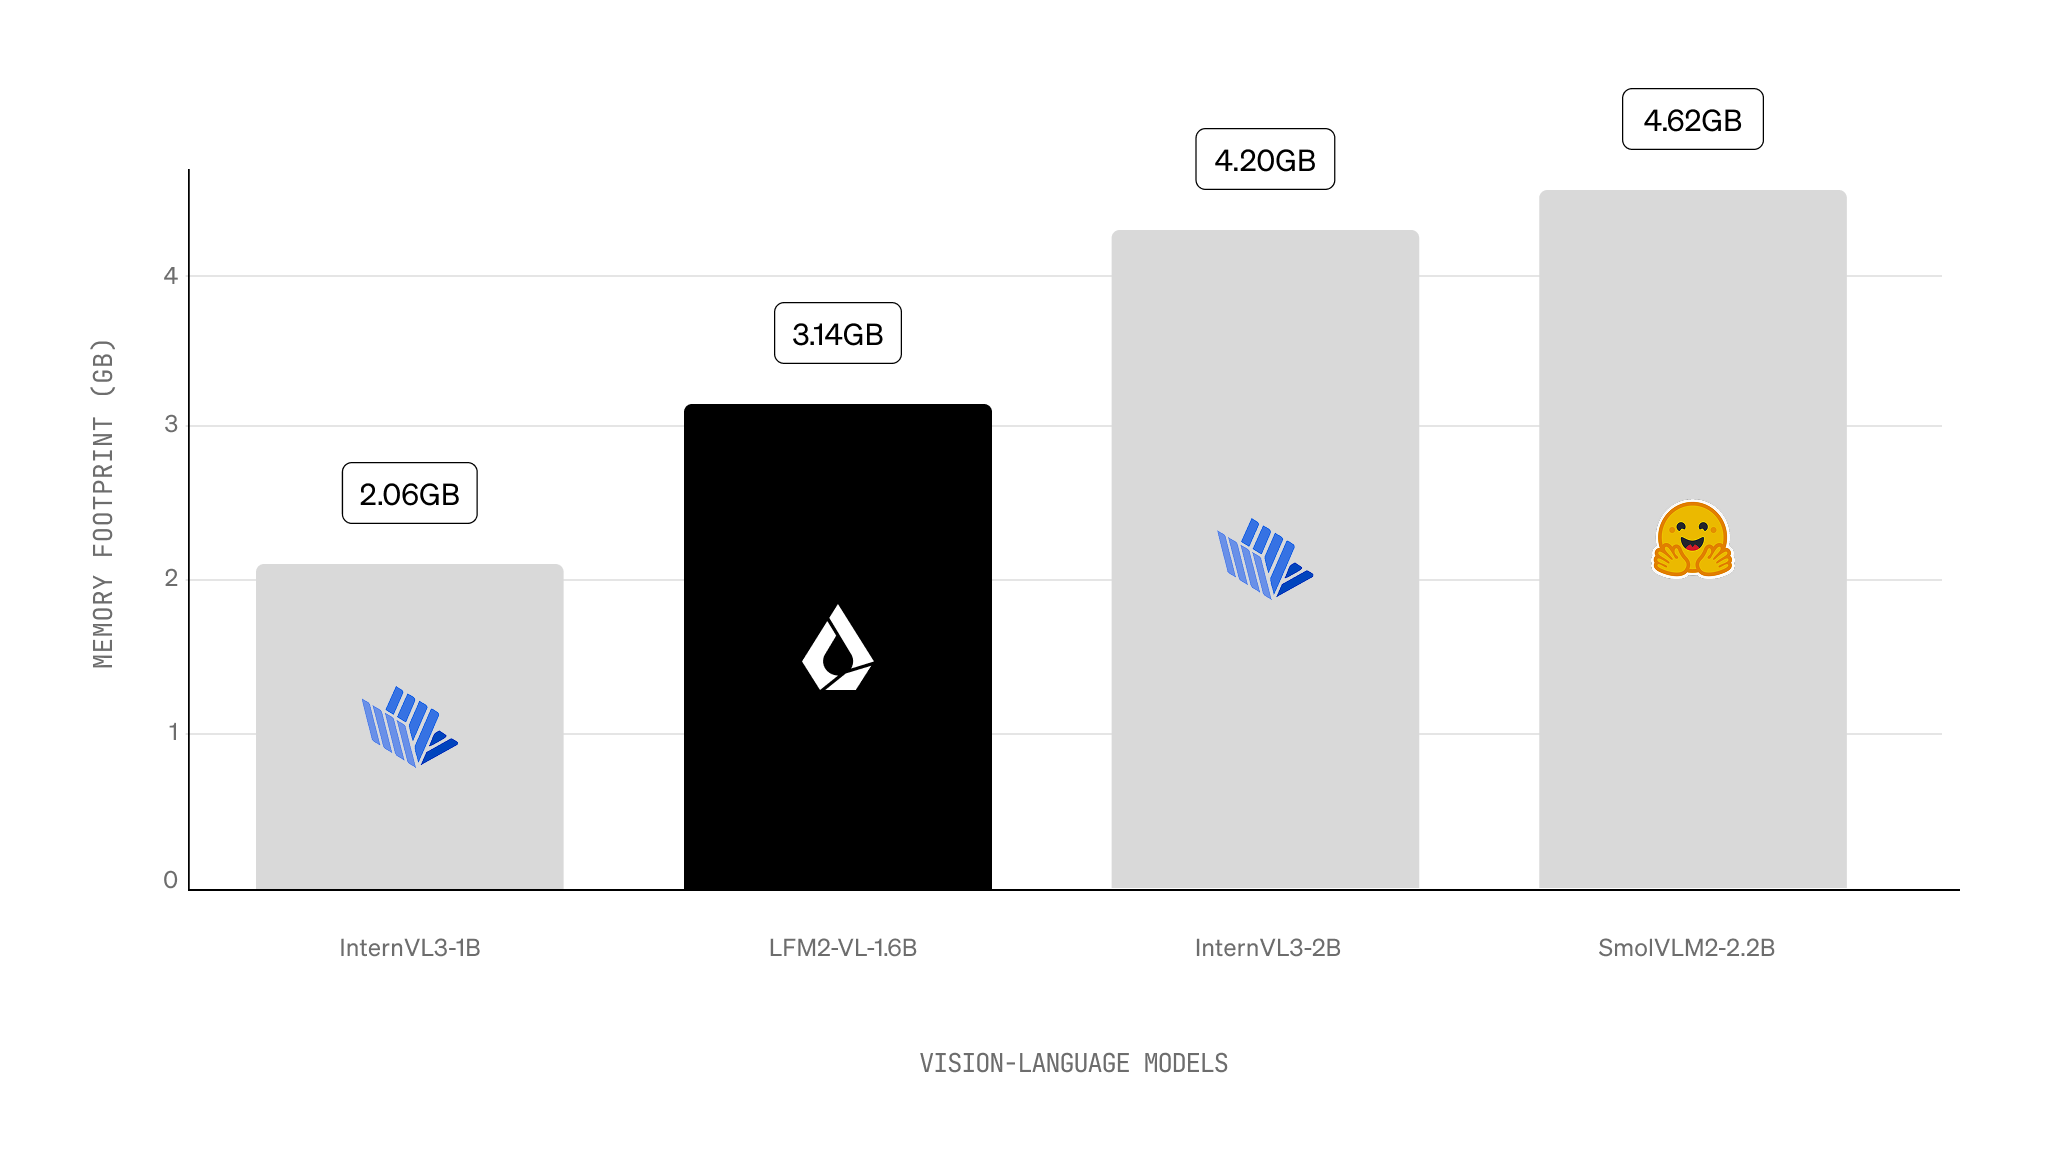 4.62GB
4.20GB
3.14GB
2.06GB
MEMORY FOOTPRINT (GB)
4
3
2
1
0
InternVL3-1B
LFM2-VL-1.6B
InternVL3-2B
SmolVLM2-2.2B
VISION-LANGUAGE MODELS